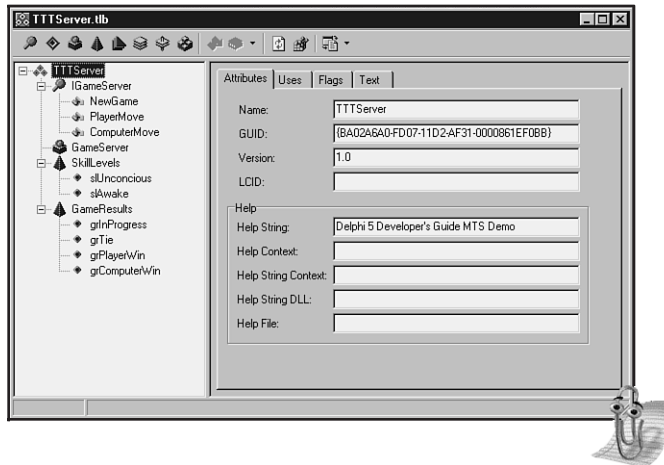 TTTServer.tlb
TTTServer
IGameServer
NewGame
PlayerMove
ComputerMove
GameServer
SkillLevels
slUnconcious
slAwake
GameResults
grInProgress
grTie
grPlayerWin
grComputerWin
Attributes Uses Flags Text
Name: TTTServer
GUID: {BA02A6A0-FD07-11D2-AF31-0000861EF0BB}
Version: 1.0
LCID:
Help
Help String: Delphi 5 Developer's Guide MTS Demo
Help Context:
Help String Context:
Help String DLL:
Help File: